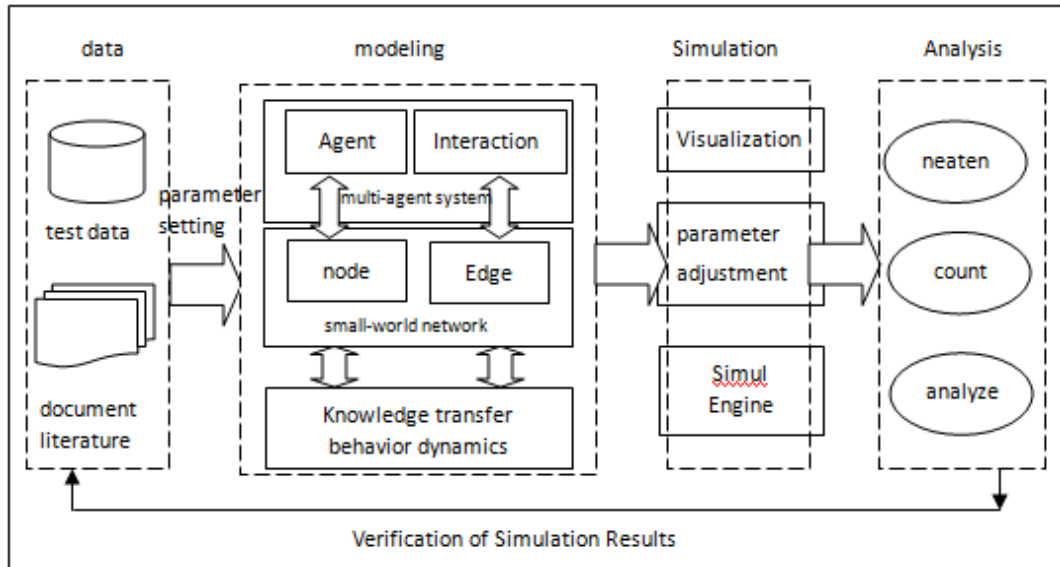 data
modeling
Simulation
Analysis
test data
document
literature
parameter
setting
Agent
Interaction
multi-agent system
node
Edge
small-world network
Knowledge transfer
behavior dynamics
Visualization
parameter
adjustment
Simul
Engine
neaten
count
analyze
Verification of Simulation Results